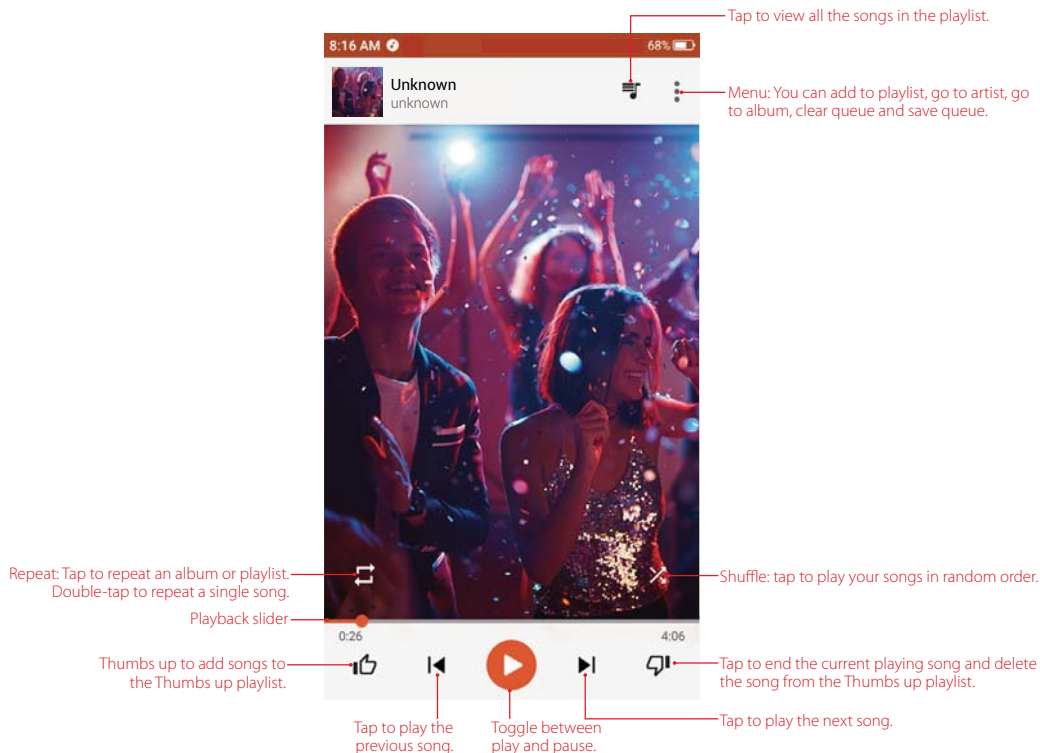 Tap to view all the songs in the playlist.
8:16 AM
68%
Unknown
unknown
Menu: You can add to playlist, go to artist, go
to album, clear queue and save queue.
Repeat: Tap to repeat an album or playlist.
Double-tap to repeat a single song.
Shuffle: tap to play your songs in random order.
Playback slider
0:26
4:06
Thumbs up to add songs to
the Thumbs up playlist.
Tap to end the current playing song and delete
the song from the Thumbs up playlist.
Tap to play the
previous song.
Toggle between
play and pause.
Tap to play the next song.